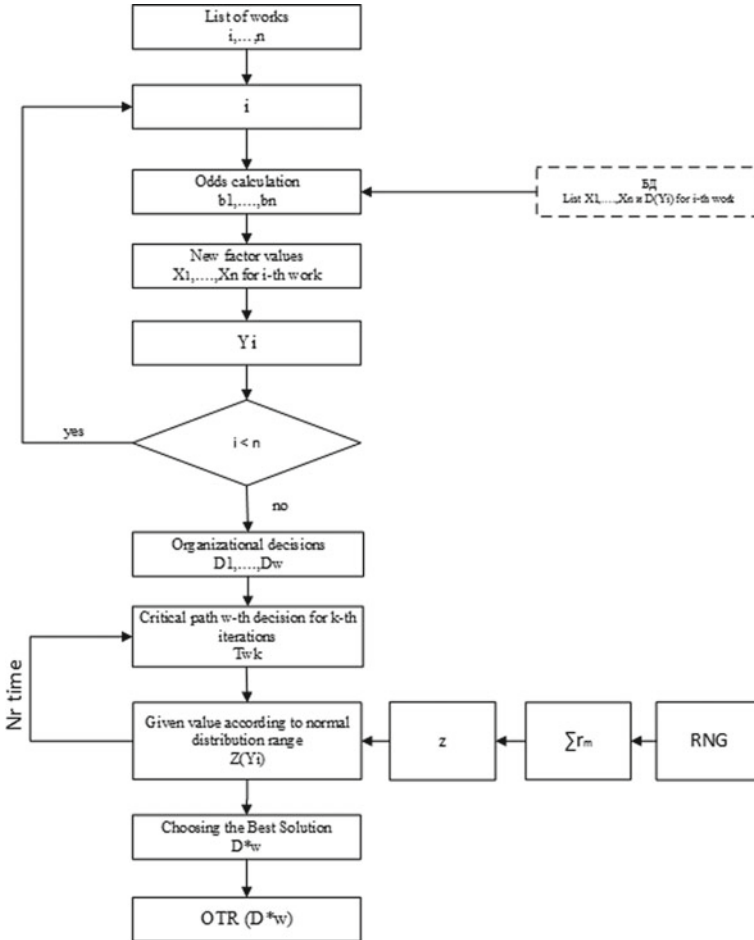 List of works
i,...,n
i
Odds calculation
b1,....,bn
БД
List X1,....,Xn и D(Yi) for i-th work
New factor values
X1,....,Xn for i-th work
Yi
yes
i < n
no
Organizational decisions
D1,....,Dw
Critical path w-th decision for k-th
iterations
Twk
Nr time
Given value according to normal
distribution range
Z(Yi)
z
∑rm
RNG
Choosing the Best Solution
D*w
OTR (D*w)